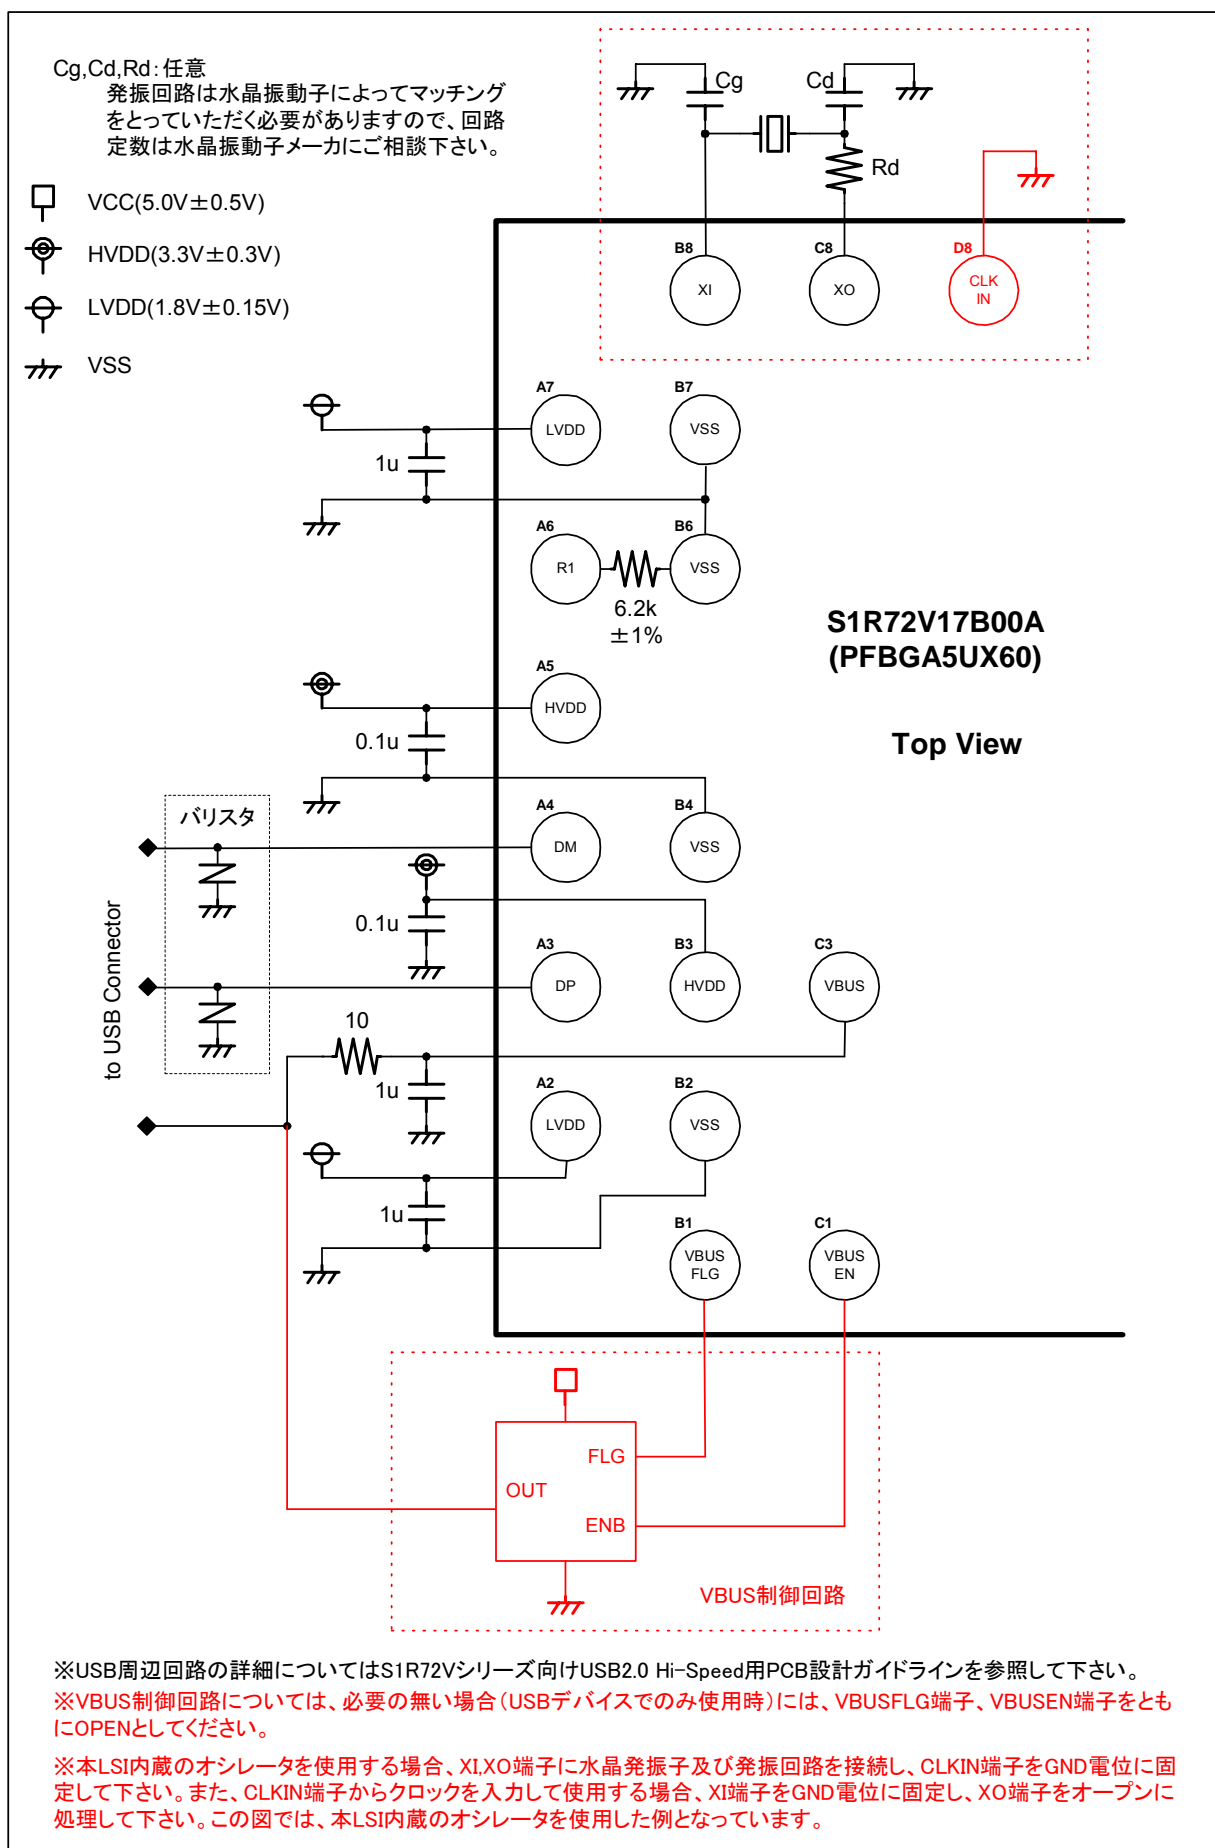 Cg,Cd,Rd:任意
発振回路は水晶振動子によってマッチング
をとっていただく必要がありますので、回路
定数は水晶振動子メーカにご相談下さい。
VCC(5.0V±0.5V)
HVDD(3.3V±0.3V)
LVDD(1.8V±0.15V)
VSS
Cg
Cd
Rd
B8
XI
C8
XO
D8
CLK
IN
A7
LVDD
B7
VSS
1u
A6
R1
B6
VSS
6.2k
±1%
S1R72V17B00A
(PFBGA5UX60)
Top View
A5
HVDD
0.1u
バリスタ
A4
DM
B4
VSS
0.1u
to USB Connector
A3
DP
B3
HVDD
C3
VBUS
10
1u
A2
LVDD
B2
VSS
1u
B1
VBUS
FLG
C1
VBUS
EN
FLG
OUT
ENB
VBUS制御回路
※USB周辺回路の詳細についてはS1R72Vシリーズ向けUSB2.0 Hi-Speed用PCB設計ガイドラインを参照して下さい。
※VBUS制御回路については、必要の無い場合(USBデバイスでのみ使用時)には、VBUSFLG端子、VBUSEN端子をとも
にOPENとしてください。
※本LSI内蔵のオシレータを使用する場合、XI,XO端子に水晶発振子及び発振回路を接続し、CLKIN端子をGND電位に固
定して下さい。また、CLKIN端子からクロックを入力して使用する場合、XI端子をGND電位に固定し、XO端子をオープンに
処理して下さい。この図では、本LSI内蔵のオシレータを使用した例となっています。